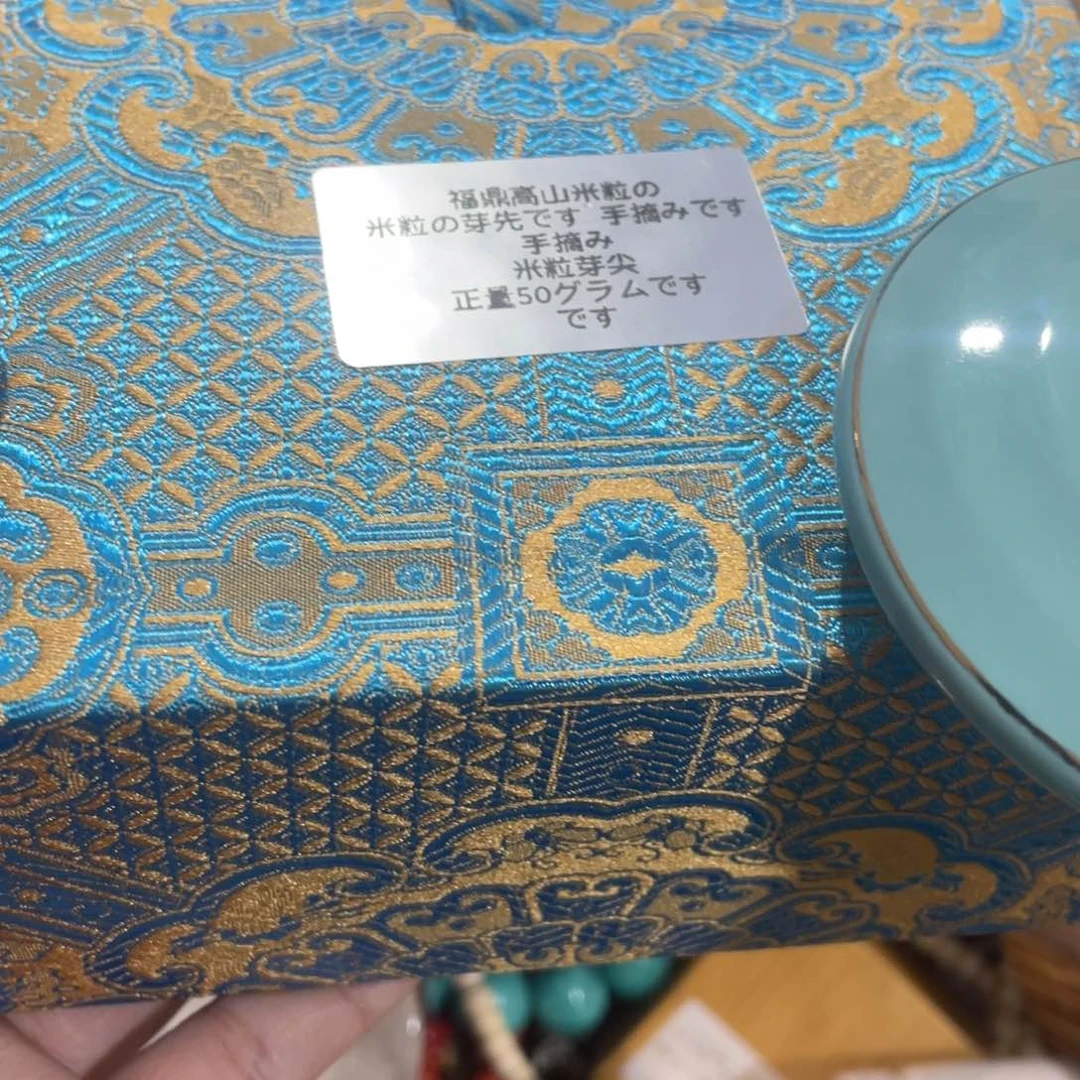 福鼎高山米粒の
米粒の芽先です 手摘みです
手摘み
米粒芽尖
正量50グラムです
です